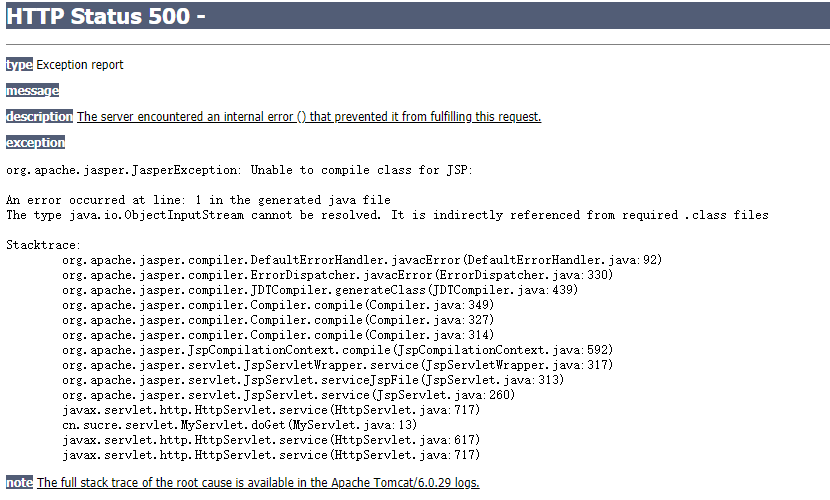 HTTP Status 500 -
type Exception report
message
description The server encountered an internal error () that prevented it from fulfilling this request.
exception
org.apache.jasper.JasperException: Unable to compile class for JSP:
An error occurred at line: 1 in the generated java file
The type java.io.ObjectInputStream cannot be resolved. It is indirectly referenced from required .class files
Stacktrace:
org.apache.jasper.compiler.DefaultErrorHandler.javacError(DefaultErrorHandler.java:92)
org.apache.jasper.compiler.ErrorDispatcher.javacError(ErrorDispatcher.java:330)
org.apache.jasper.compiler.JDTCompiler.generateClass(JDTCompiler.java:439)
org.apache.jasper.compiler.Compiler.compile(Compiler.java:349)
org.apache.jasper.compiler.Compiler.compile(Compiler.java:327)
org.apache.jasper.compiler.Compiler.compile(Compiler.java:314)
org.apache.jasper.JspCompilationContext.compile(JspCompilationContext.java:592)
org.apache.jasper.servlet.JspServletWrapper.service(JspServletWrapper.java:317)
org.apache.jasper.servlet.JspServlet.serviceJspFile(JspServlet.java:313)
org.apache.jasper.servlet.JspServlet.service(JspServlet.java:260)
javax.servlet.http.HttpServlet.service(HttpServlet.java:717)
cn.sucre.servlet.MyServlet.doGet(MyServlet.java:13)
javax.servlet.http.HttpServlet.service(HttpServlet.java:617)
javax.servlet.http.HttpServlet.service(HttpServlet.java:717)
note The full stack trace of the root cause is available in the Apache Tomcat/6.0.29 logs.